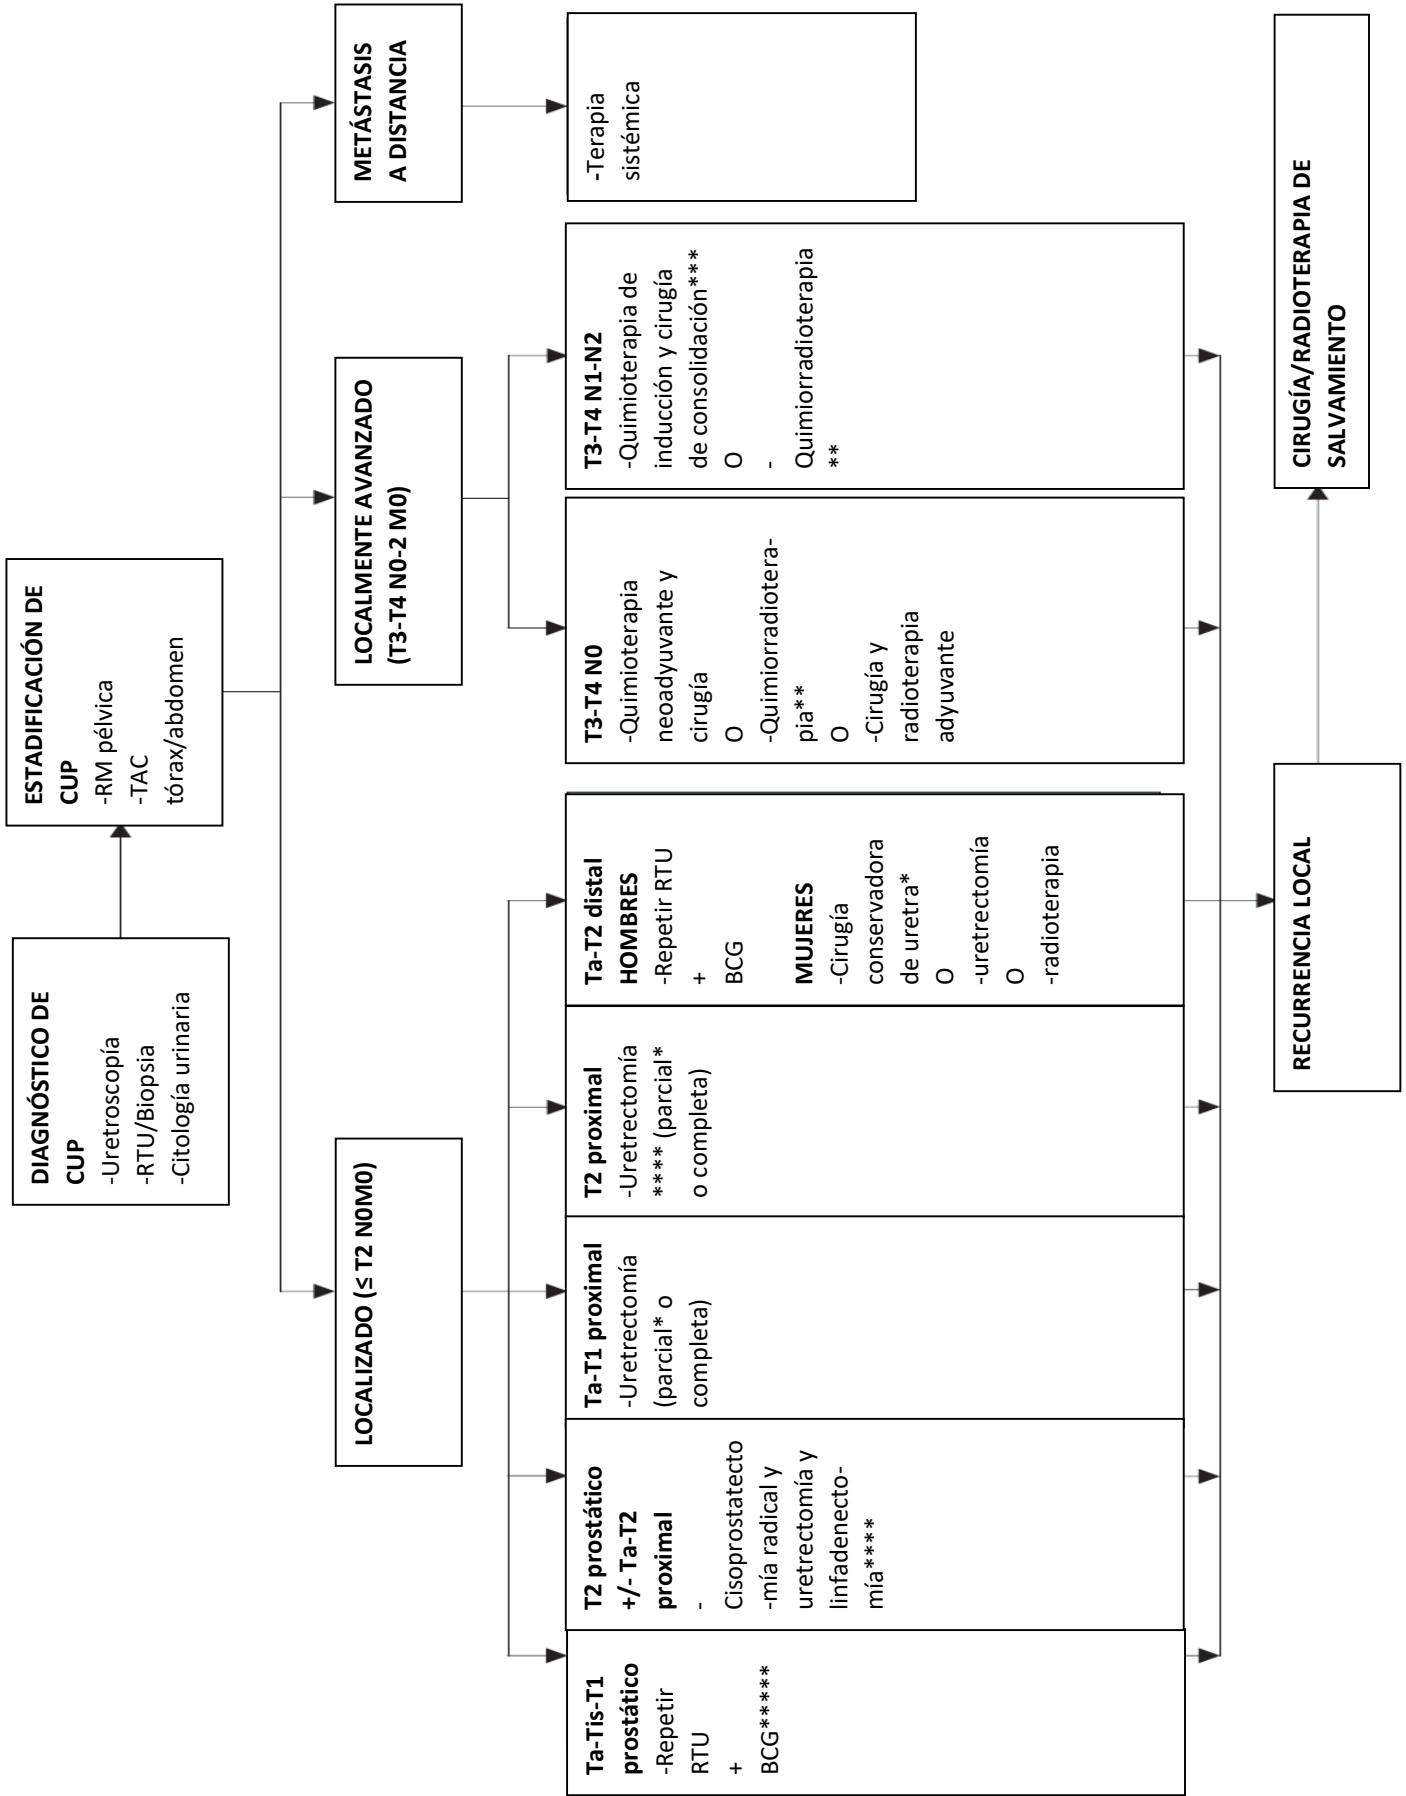 DIAGNÓSTICO DE
CUP
-Uretroscopía
-RTU/Biopsia
-Citología urinaria
ESTADIFICACIÓN DE
CUP
-RM pélvica
-TAC
tórax/abdomen
LOCALIZADO (≤ T2 N0M0)
LOCALMENTE AVANZADO
(T3-T4 N0-2 M0)
METÁSTASIS
A DISTANCIA
Ta-Tis-T1
prostático
-Repetir
RTU
+
BCG*****
T2 prostático
+/- Ta-T2
proximal
-
Cisoprostatecto
-mía radical y
uretrectomía y
linfadenecto-
mía****
Ta-T1 proximal
-Uretrectomía
(parcial* o
completa)
T2 proximal
-Uretrectomía
**** (parcial*
o completa)
Ta-T2 distal
HOMBRES
-Repetir RTU
+
BCG
MUJERES
-Cirugía
conservadora
de uretra*
O
-uretrectomía
O
-radioterapia
T3-T4 N0
-Quimioterapia
neoadyuvante y
cirugía
O
-Quimiorradiotera-
pia**
O
-Cirugía y
radioterapia
adyuvante
T3-T4 N1-N2
-Quimioterapia de
inducción y cirugía
de consolidación***
O
-
Quimiorradioterapia
**
-Terapia
sistémica
RECURRENCIA LOCAL
CIRUGÍA/RADIOTERAPIA DE
SALVAMIENTO